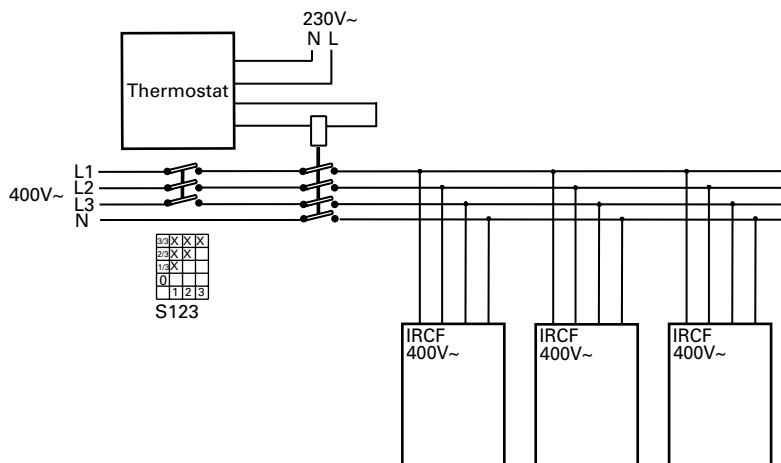 230V~
N L
Thermostat
L1
L2
400V~
L3
N
3/3 X X X
2/3 X X
1/3 X
0
1 2 3
S123
IRCF
400V~
IRCF
400V~
IRCF
400V~